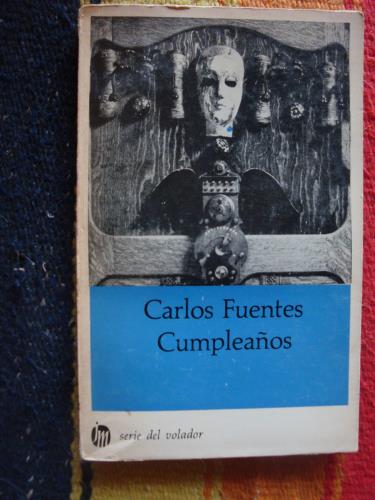 Carlos Fuentes
Cumpleaños
jm serie del volador